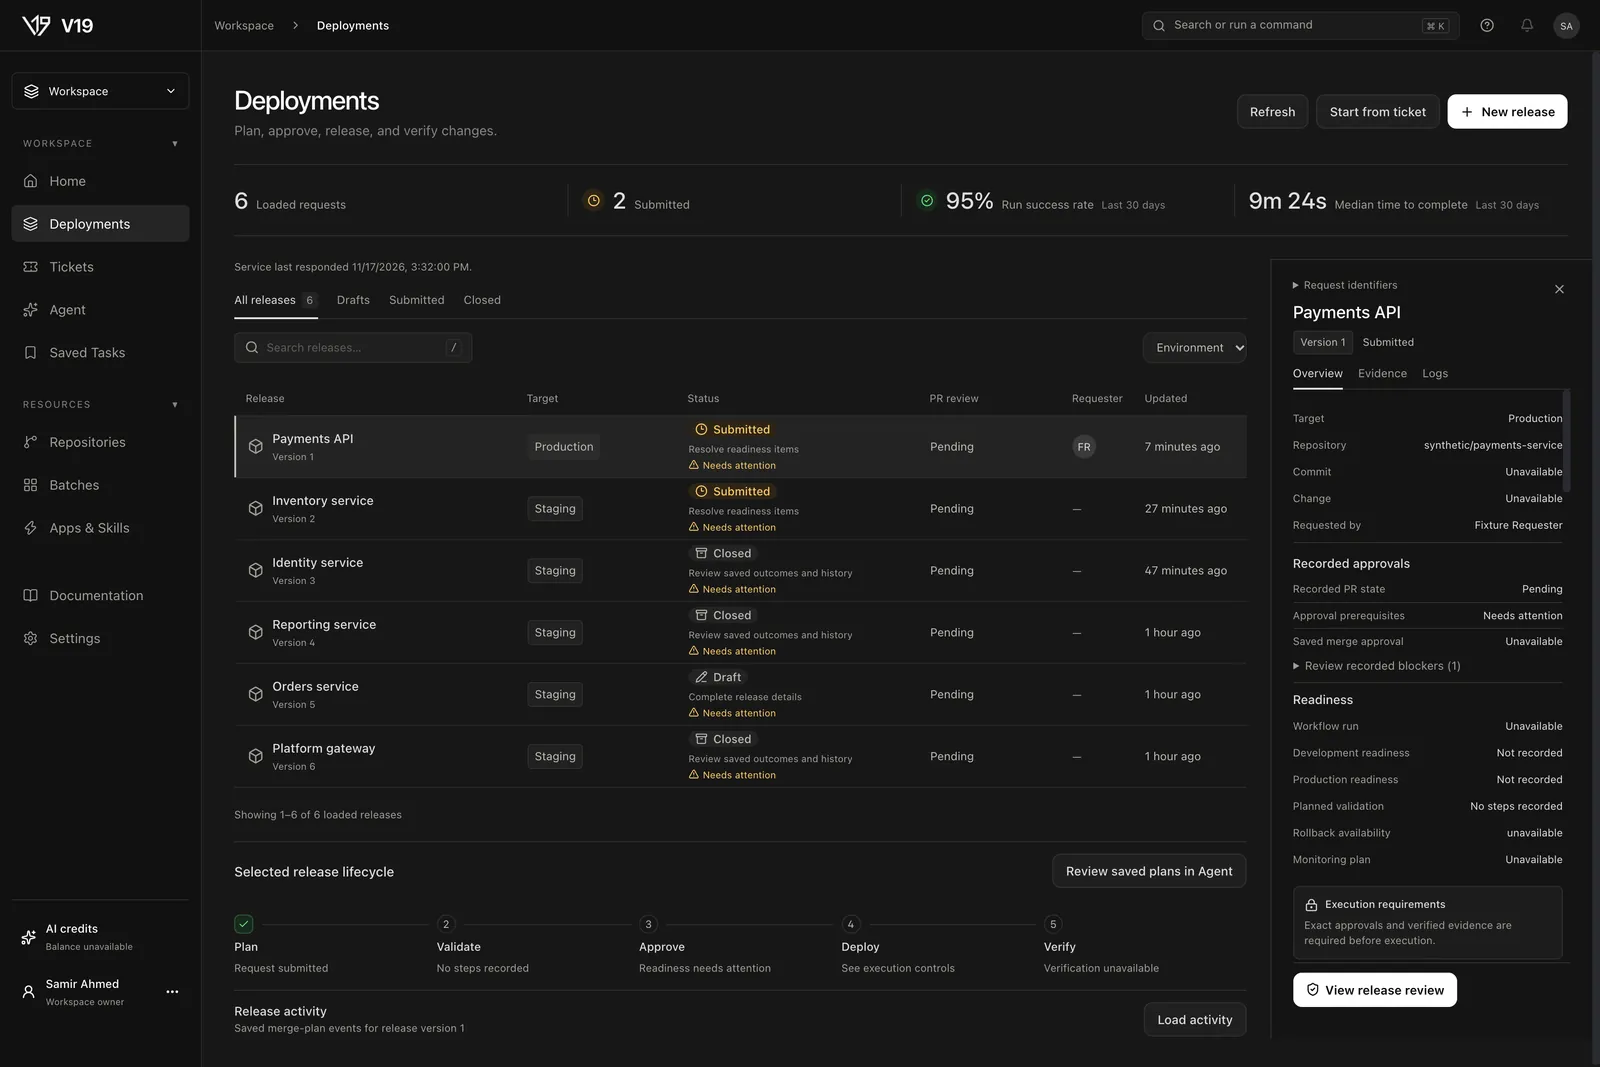 V19
Workspace
Deployments
Search or run a command
⌘ K
SA
Workspace
WORKSPACE
Home
Deployments
Tickets
Agent
Saved Tasks
RESOURCES
Repositories
Batches
Apps & Skills
Documentation
Settings
AI credits
Balance unavailable
Samir Ahmed
Workspace owner
Deployments
Plan, approve, release, and verify changes.
Refresh
Start from ticket
+ New release
6 Loaded requests
2 Submitted
95% Run success rate Last 30 days
9m 24s Median time to complete Last 30 days
Service last responded 11/17/2026, 3:32:00 PM.
All releases 6 Drafts Submitted Closed
Search releases... /
Environment
Release Target Status PR review Requester Updated
Payments API
Version 1
Production
Submitted
Resolve readiness items
Needs attention
Pending
FR
7 minutes ago
Inventory service
Version 2
Staging
Submitted
Resolve readiness items
Needs attention
Pending
—
27 minutes ago
Identity service
Version 3
Staging
Closed
Review saved outcomes and history
Needs attention
Pending
—
47 minutes ago
Reporting service
Version 4
Staging
Closed
Review saved outcomes and history
Needs attention
Pending
—
1 hour ago
Orders service
Version 5
Staging
Draft
Complete release details
Needs attention
Pending
—
1 hour ago
Platform gateway
Version 6
Staging
Closed
Review saved outcomes and history
Needs attention
Pending
—
1 hour ago
Showing 1–6 of 6 loaded releases
Selected release lifecycle
Review saved plans in Agent
Plan
Request submitted
2
Validate
No steps recorded
3
Approve
Readiness needs attention
4
Deploy
See execution controls
5
Verify
Verification unavailable
Release activity
Saved merge-plan events for release version 1
Load activity
Request identifiers
Payments API
Version 1 Submitted
Overview Evidence Logs
Target Production
Repository synthetic/payments-service
Commit Unavailable
Change Unavailable
Requested by Fixture Requester
Recorded approvals
Recorded PR state Pending
Approval prerequisites Needs attention
Saved merge approval Unavailable
Review recorded blockers (1)
Readiness
Workflow run Unavailable
Development readiness Not recorded
Production readiness Not recorded
Planned validation No steps recorded
Rollback availability unavailable
Monitoring plan Unavailable
Execution requirements
Exact approvals and verified evidence are
required before execution.
View release review